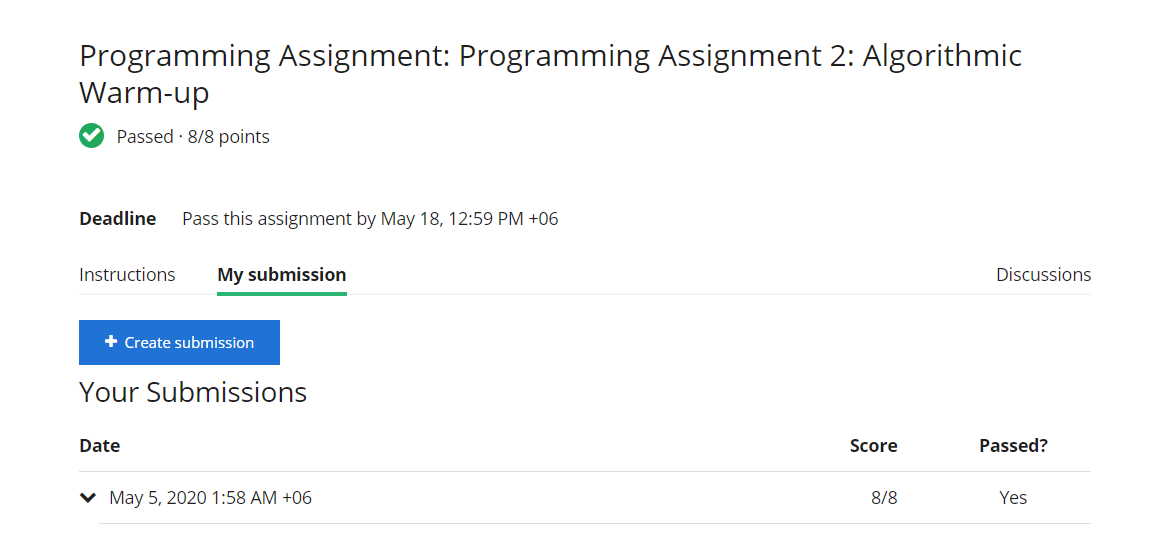 Programming Assignment: Programming Assignment 2: Algorithmic
Warm-up
Passed · 8/8 points
Deadline Pass this assignment by May 18, 12:59 PM +06
Instructions My submission Discussions
Create submission
Your Submissions
Date Score Passed?
May 5, 2020 1:58 AM +06 8/8 Yes